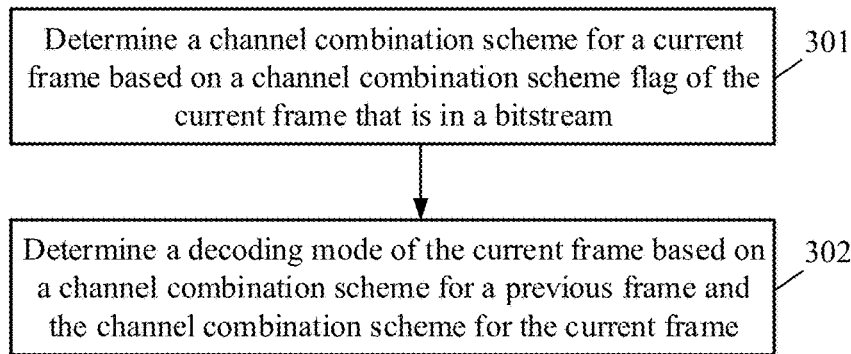 Determine a channel combination scheme for a current
frame based on a channel combination scheme flag of the
current frame that is in a bitstream
301
Determine a decoding mode of the current frame based on
a channel combination scheme for a previous frame and
the channel combination scheme for the current frame
302